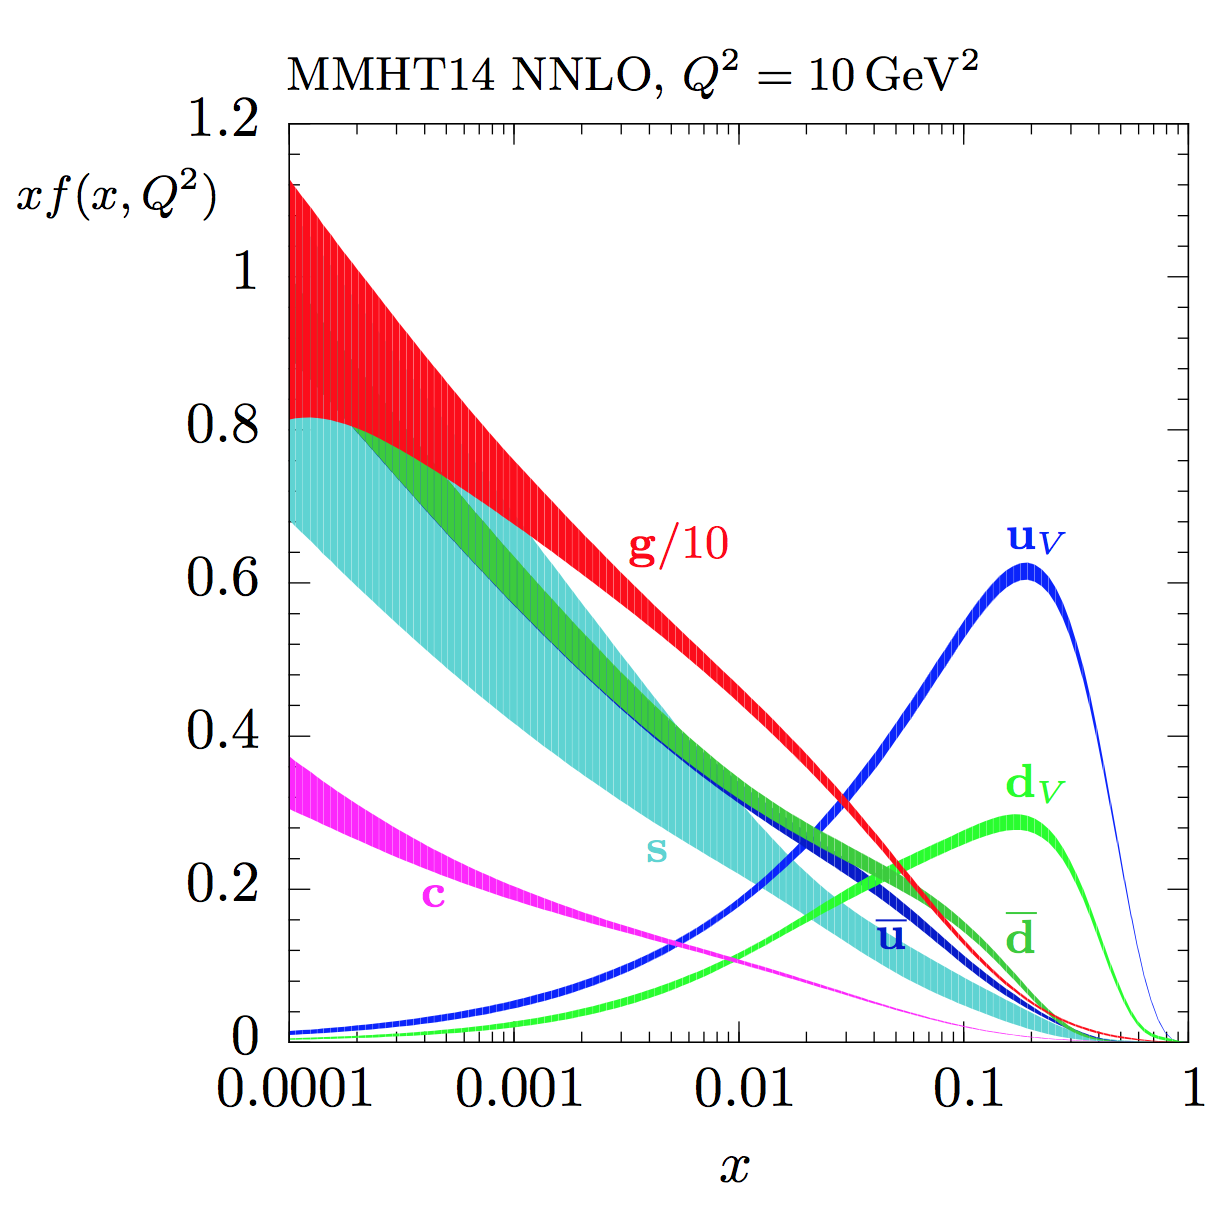 MMHT14 NNLO, Q² = 10 GeV²
1.2
xf(x, Q²)
1
0.8
g/10
u_V
0.6
0.4
d_V
s
0.2
c
ū
d̄
0
0.0001 0.001 0.01 0.1 1
x